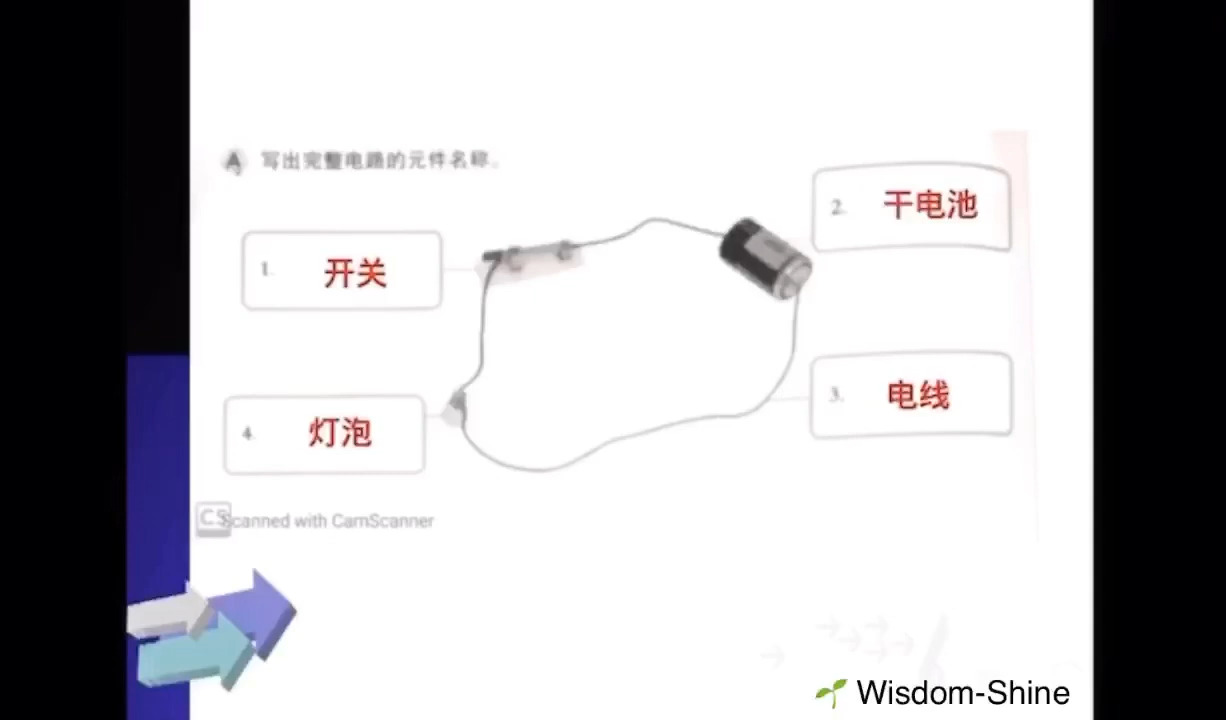 A 写出完整电路的元件名称。
1. 开关
2. 干电池
3. 电线
4. 灯泡
CS Scanned with CamScanner
Wisdom-Shine